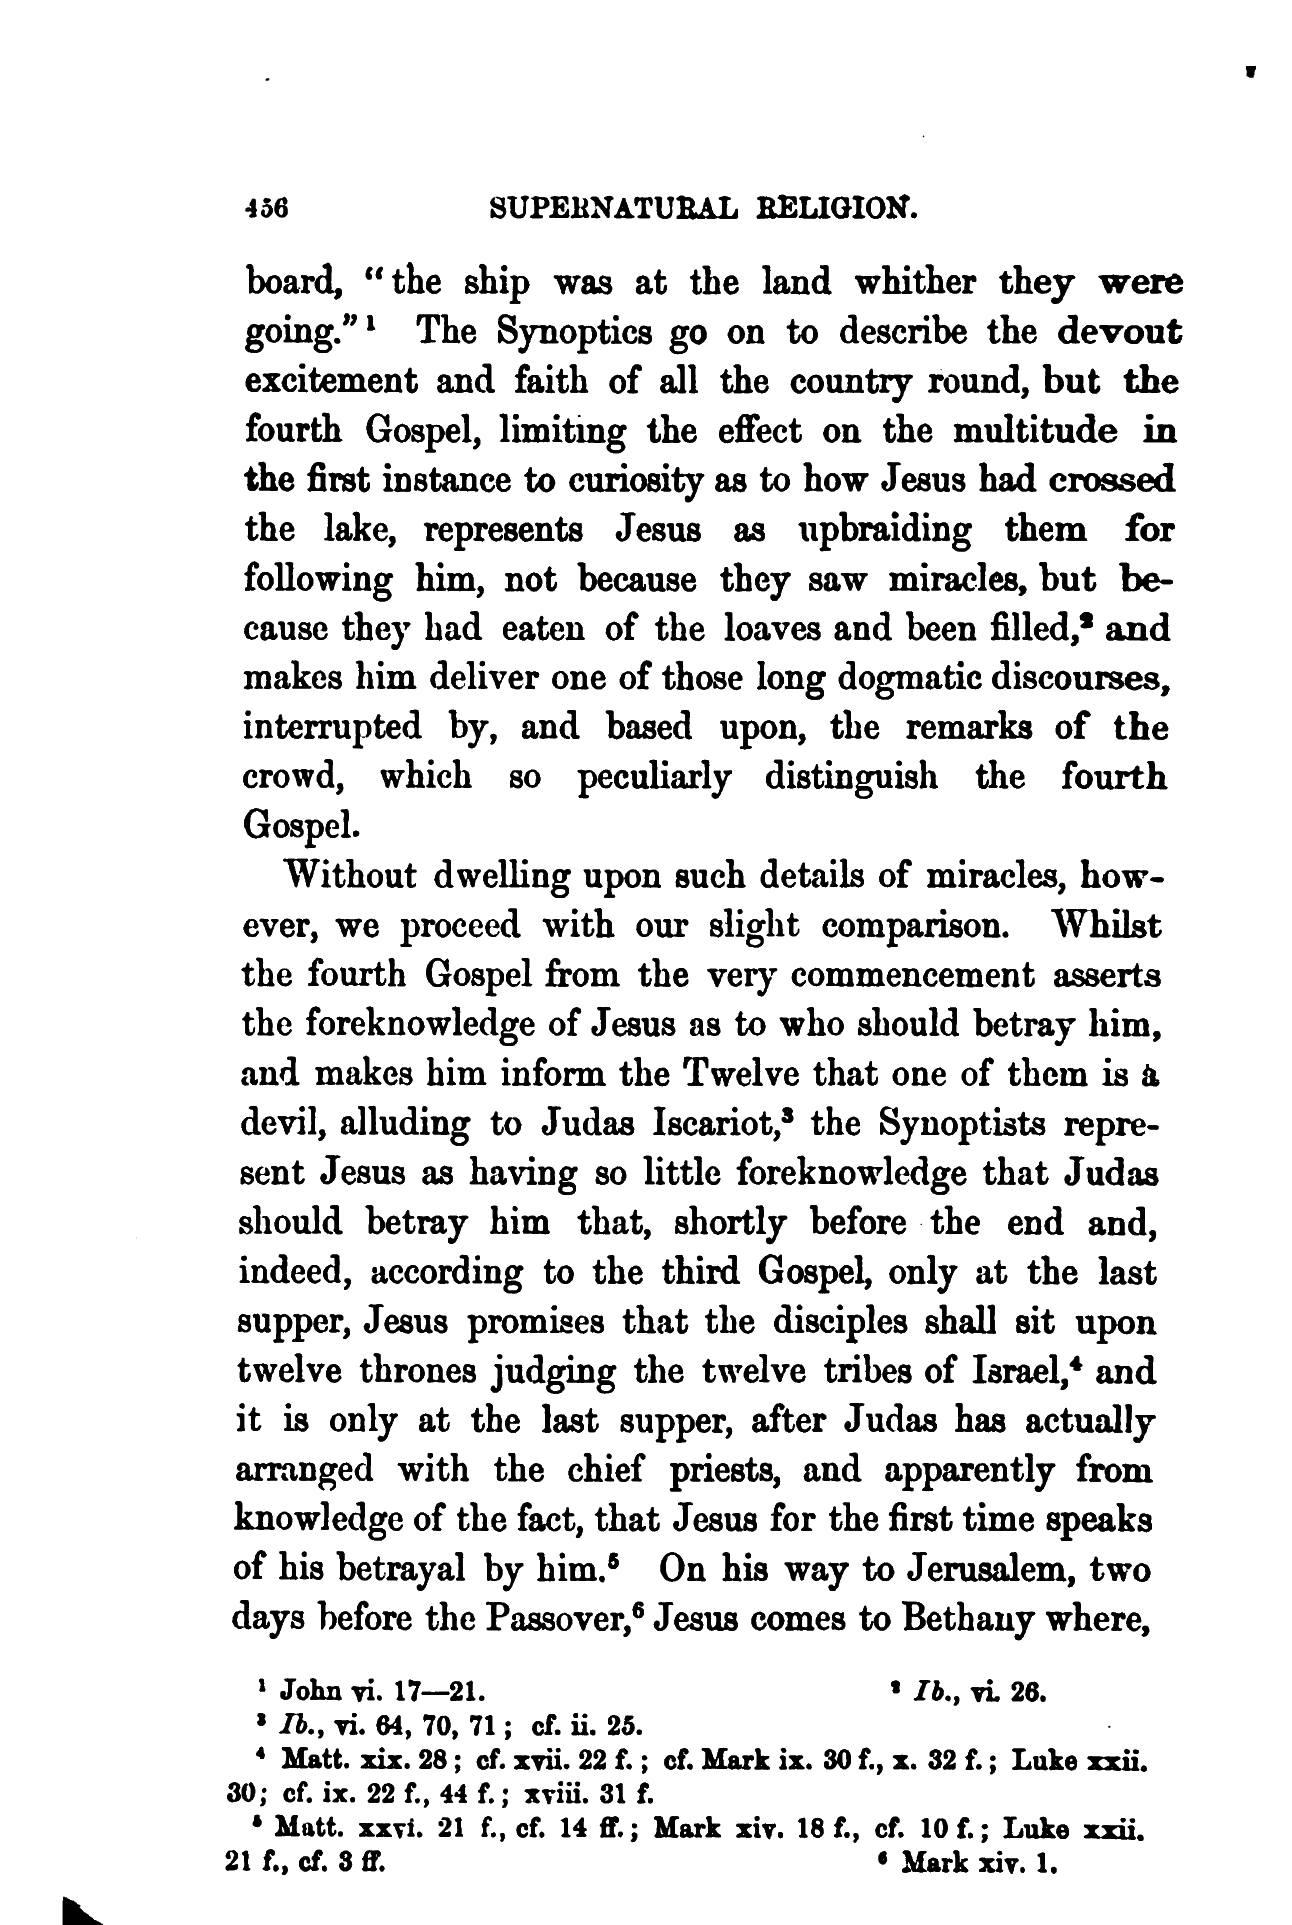 456 SUPERNATURAL RELIGION.
board, “the ship was at the land whither they were
going.”¹ The Synoptics go on to describe the devout
excitement and faith of all the country round, but the
fourth Gospel, limiting the effect on the multitude in
the first instance to curiosity as to how Jesus had crossed
the lake, represents Jesus as upbraiding them for
following him, not because they saw miracles, but be-
cause they had eaten of the loaves and been filled,² and
makes him deliver one of those long dogmatic discourses,
interrupted by, and based upon, the remarks of the
crowd, which so peculiarly distinguish the fourth
Gospel.
Without dwelling upon such details of miracles, how-
ever, we proceed with our slight comparison. Whilst
the fourth Gospel from the very commencement asserts
the foreknowledge of Jesus as to who should betray him,
and makes him inform the Twelve that one of them is a
devil, alluding to Judas Iscariot,³ the Synoptists repre-
sent Jesus as having so little foreknowledge that Judas
should betray him that, shortly before the end and,
indeed, according to the third Gospel, only at the last
supper, Jesus promises that the disciples shall sit upon
twelve thrones judging the twelve tribes of Israel,⁴ and
it is only at the last supper, after Judas has actually
arranged with the chief priests, and apparently from
knowledge of the fact, that Jesus for the first time speaks
of his betrayal by him.⁵ On his way to Jerusalem, two
days before the Passover,⁶ Jesus comes to Bethany where,
¹ John vi. 17—21. ² Ib., vi. 26.
³ Ib., vi. 64, 70, 71; cf. ii. 25.
⁴ Matt. xix. 28; cf. xvii. 22 f.; cf. Mark ix. 30 f., x. 32 f.; Luke xxii.
30; cf. ix. 22 f., 44 f.; xviii. 31 f.
⁵ Matt. xxvi. 21 f., cf. 14 ff.; Mark xiv. 18 f., cf. 10 f.; Luke xxii.
21 f., cf. 3 ff. ⁶ Mark xiv. 1.